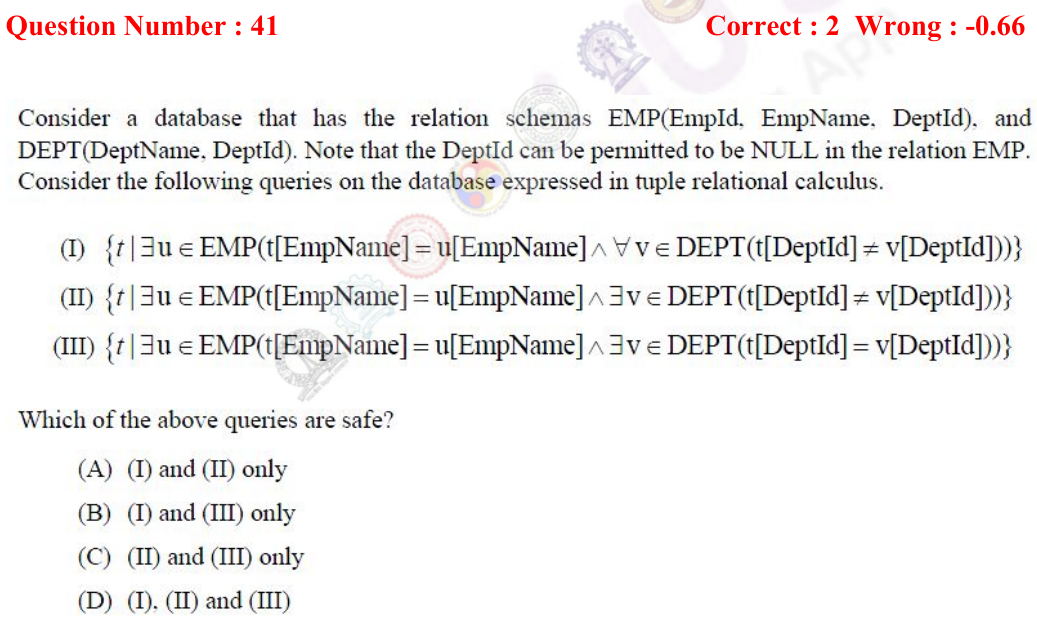 Question Number : 41 Correct : 2 Wrong : -0.66
Consider a database that has the relation schemas EMP(EmpId, EmpName, DeptId), and
DEPT(DeptName, DeptId). Note that the DeptId can be permitted to be NULL in the relation EMP.
Consider the following queries on the database expressed in tuple relational calculus.
(I) {t | ∃u ∈ EMP(t[EmpName] = u[EmpName] ∧ ∀v ∈ DEPT(t[DeptId] ≠ v[DeptId]))}
(II) {t | ∃u ∈ EMP(t[EmpName] = u[EmpName] ∧ ∃v ∈ DEPT(t[DeptId] ≠ v[DeptId]))}
(III) {t | ∃u ∈ EMP(t[EmpName] = u[EmpName] ∧ ∃v ∈ DEPT(t[DeptId] = v[DeptId]))}
Which of the above queries are safe?
(A) (I) and (II) only
(B) (I) and (III) only
(C) (II) and (III) only
(D) (I), (II) and (III)